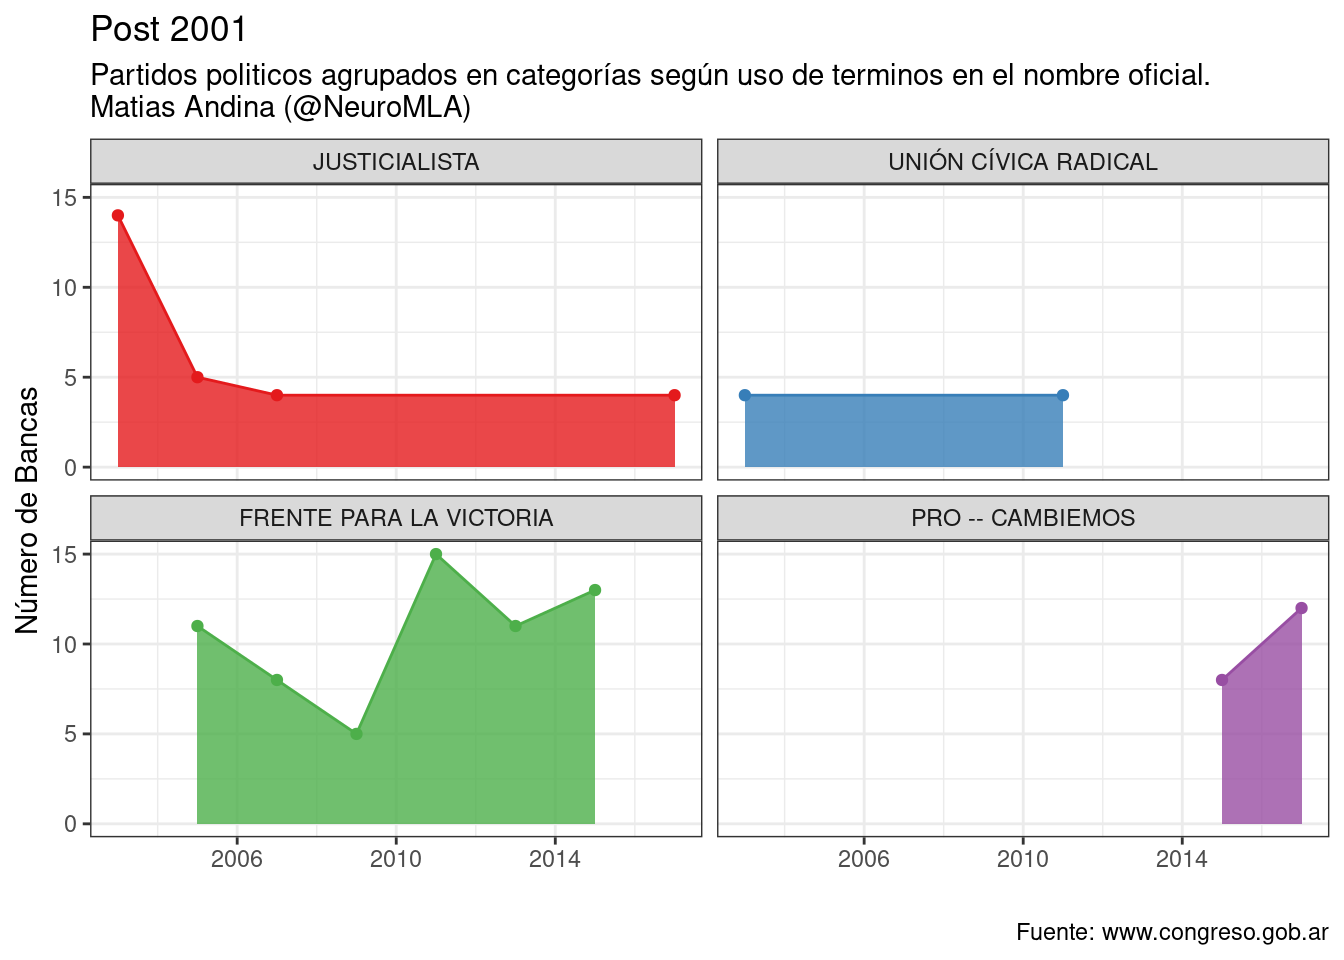 Post 2001
Partidos politicos agrupados en categorías según uso de terminos en el nombre oficial.
Matias Andina (@NeuroMLA)
JUSTICIALISTA
UNIÓN CÍVICA RADICAL
15
10
5
0
Número de Bancas
FRENTE PARA LA VICTORIA
PRO -- CAMBIEMOS
15
10
5
0
2006 2010 2014
2006 2010 2014
Fuente: www.congreso.gob.ar